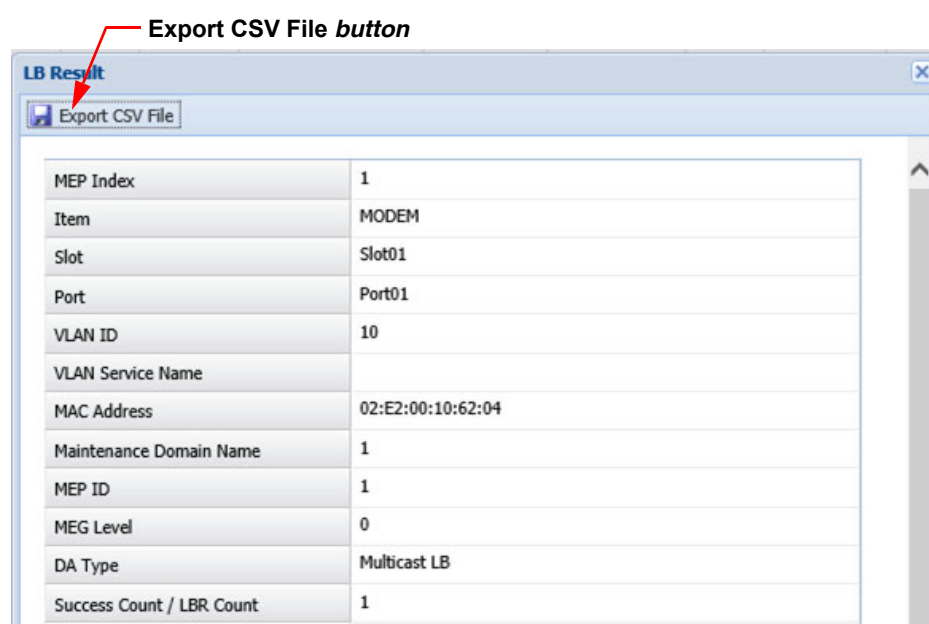 Export CSV File button
LB Result
Export CSV File
MEP Index 1
Item MODEM
Slot Slot01
Port Port01
VLAN ID 10
VLAN Service Name
MAC Address 02:E2:00:10:62:04
Maintenance Domain Name 1
MEP ID 1
MEG Level 0
DA Type Multicast LB
Success Count / LBR Count 1